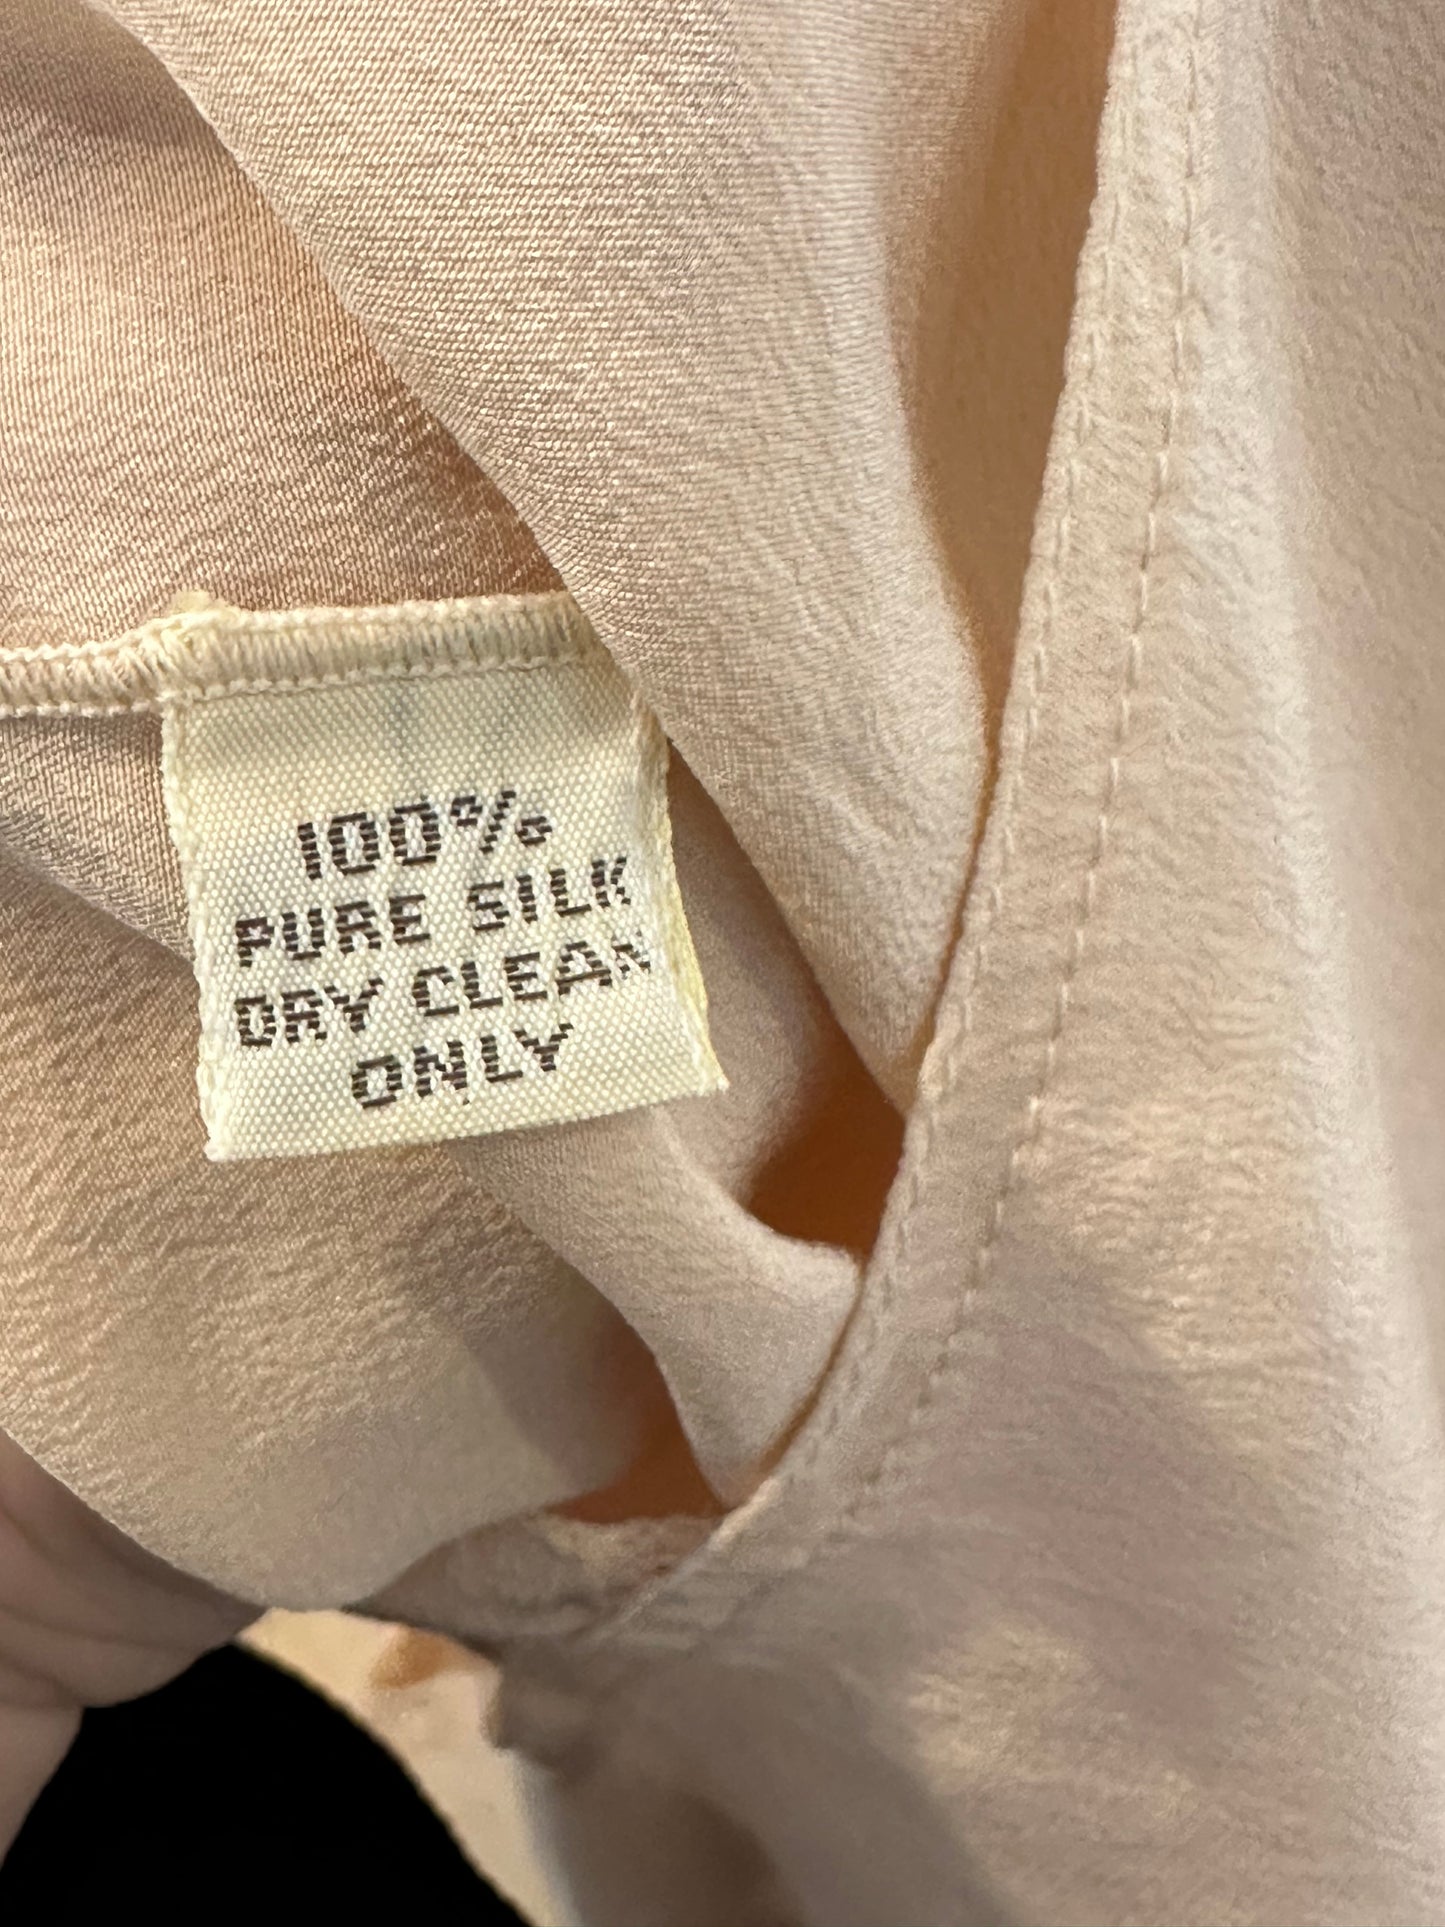 100%
PURE SILK
DRY CLEAN
ONLY